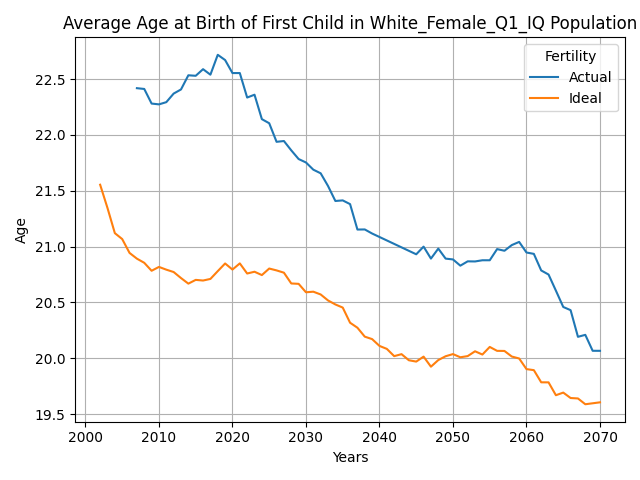 Average Age at Birth of First Child in White_Female_Q1_IQ Population
Fertility
Actual
Ideal
22.5
22.0
21.5
21.0
20.5
20.0
19.5
Age
2000 2010 2020 2030 2040 2050 2060 2070
Years